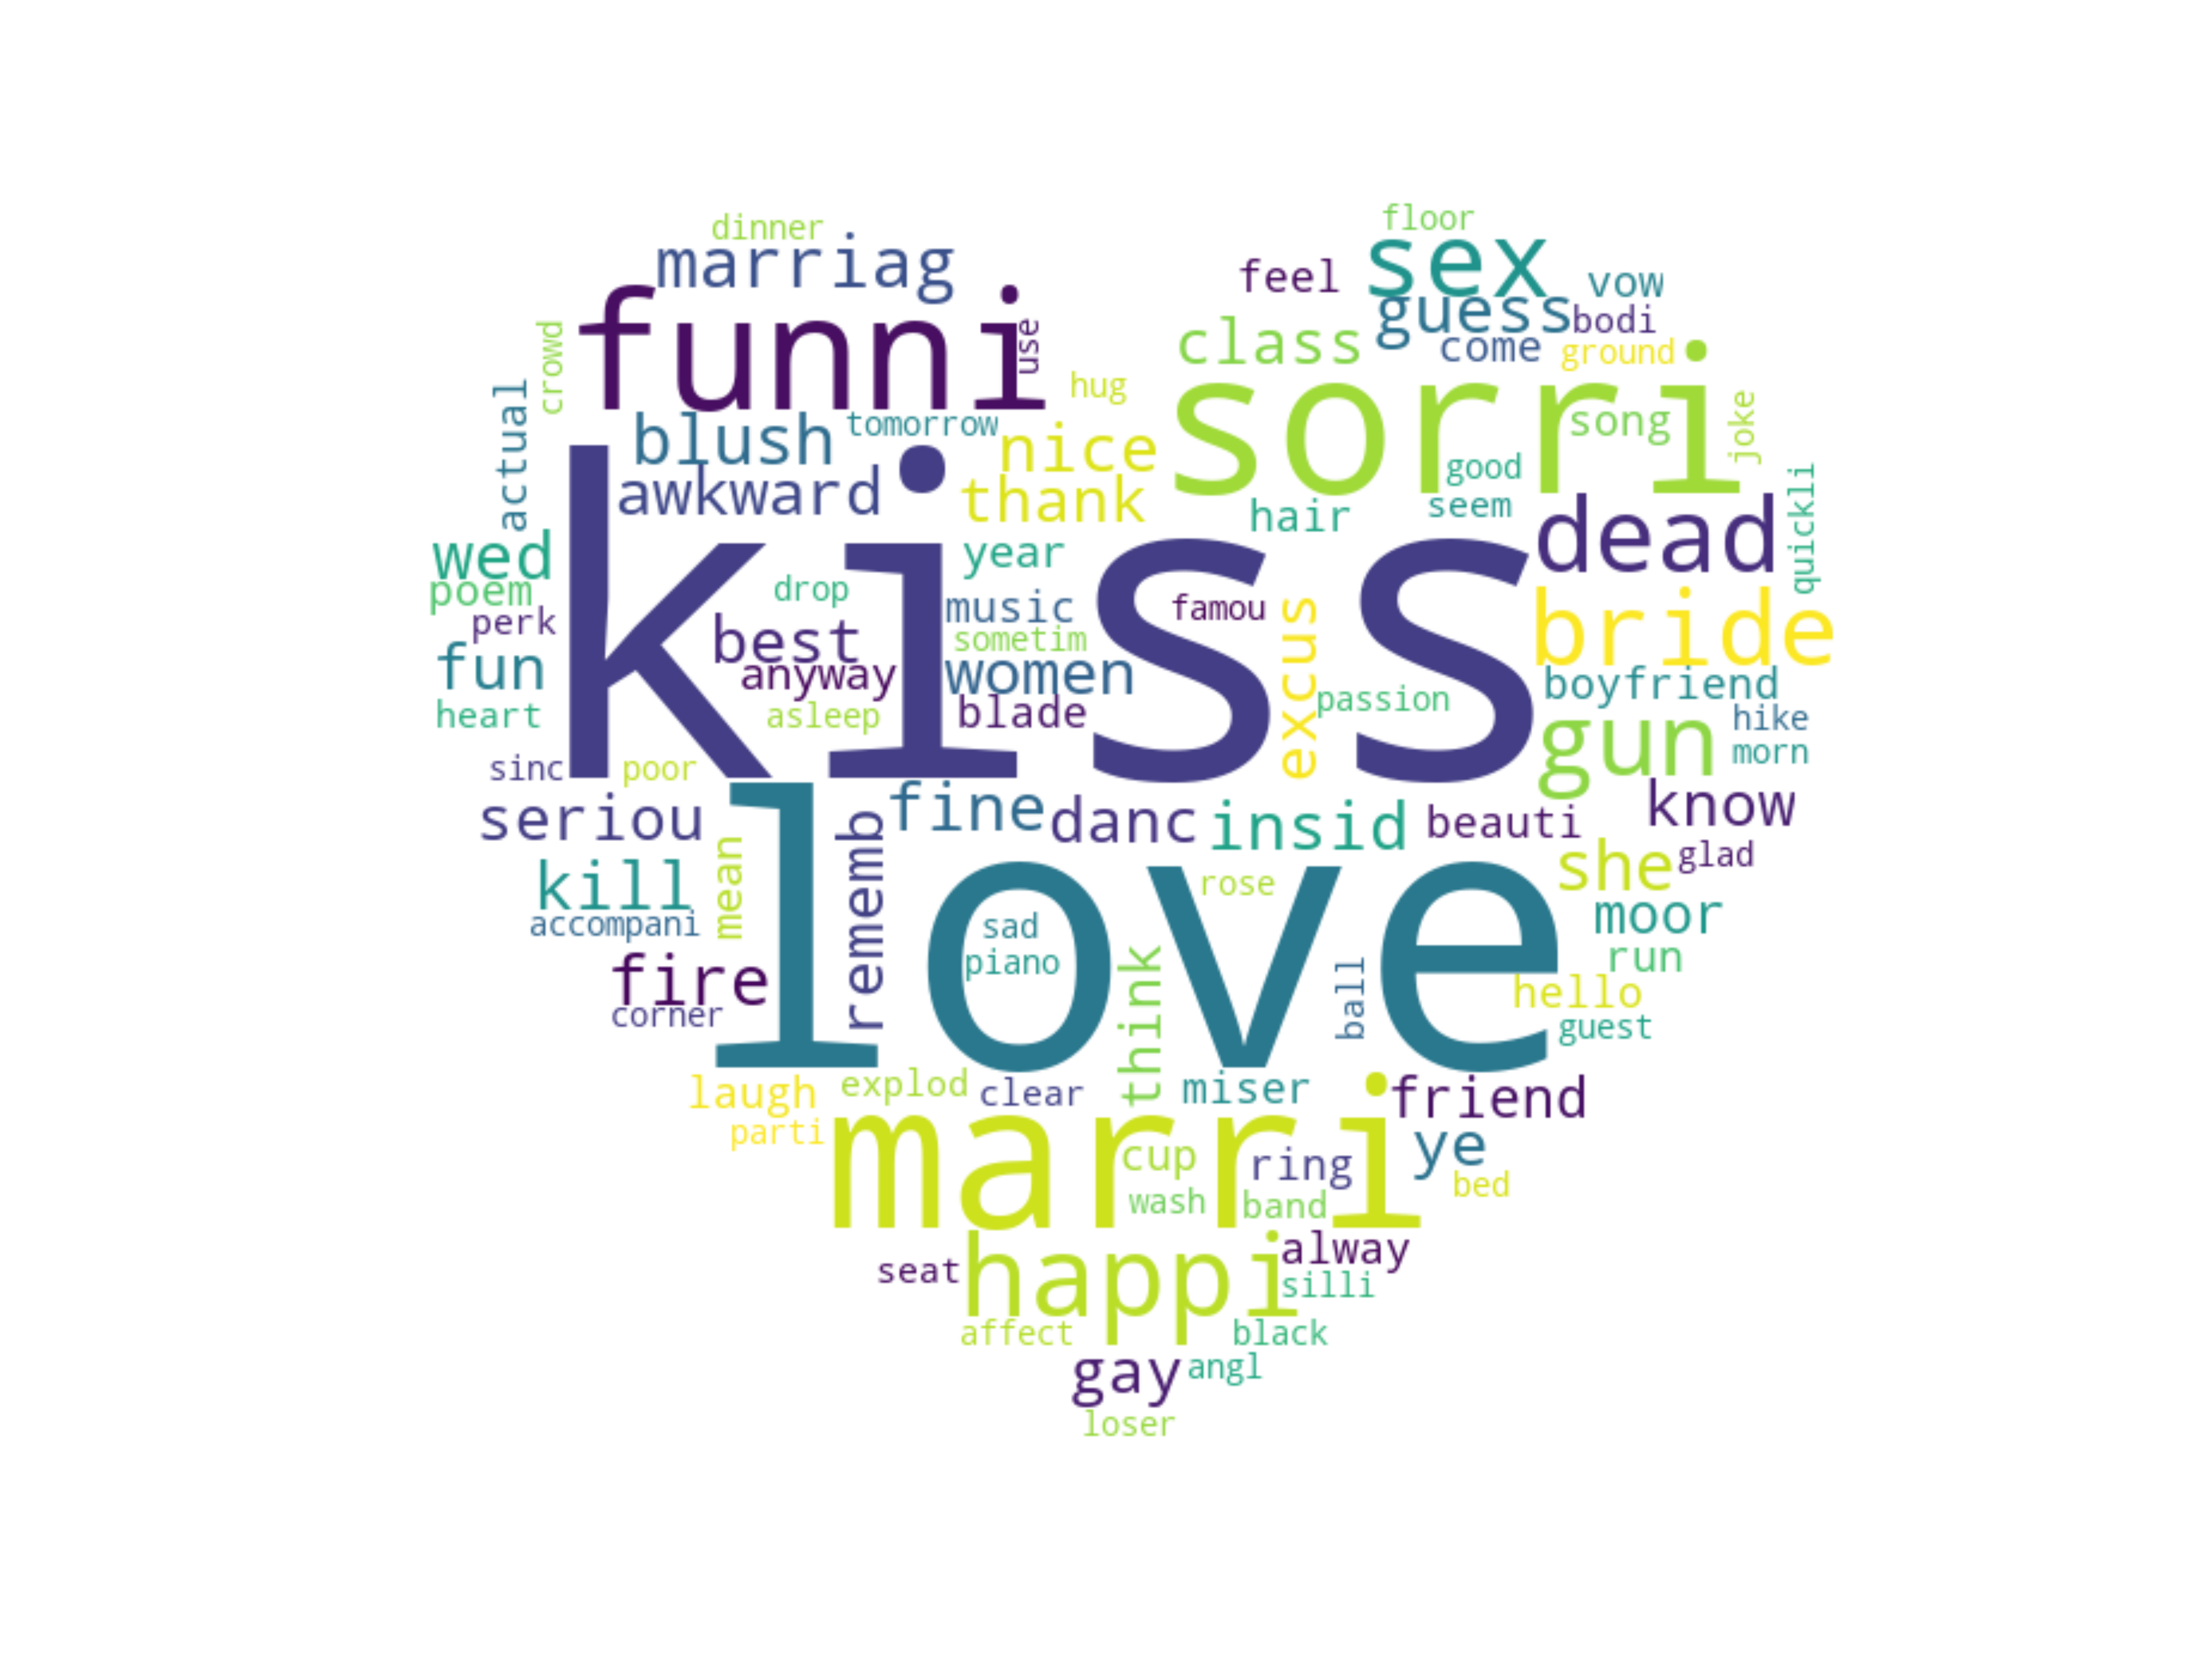 dinner
floor
marriag
sex
feel
vow
funni
use
guess
bodi
crowd
class
come
ground
hug
sorri
song
joke
actual
blush
tomorrow
nice
good
awkward
thank
hair
seem
dead
quickli
wed
kiss
year
poem
drop
music
famou
excus
bride
perk
best
sometim
fun
anyway
women
boyfriend
heart
asleep
blade
passion
gun
hike
morn
sinc
poor
seriou
fine
danc
insid
beauti
know
love
rememb
mean
kill
rose
she
glad
accompani
sad
moor
piano
think
ball
run
fire
hello
corner
guest
laugh
explod
clear
miser
friend
parti
marri
cup
ring
ye
wash
band
bed
seat
happi
alway
silli
affect
black
gay
angl
loser